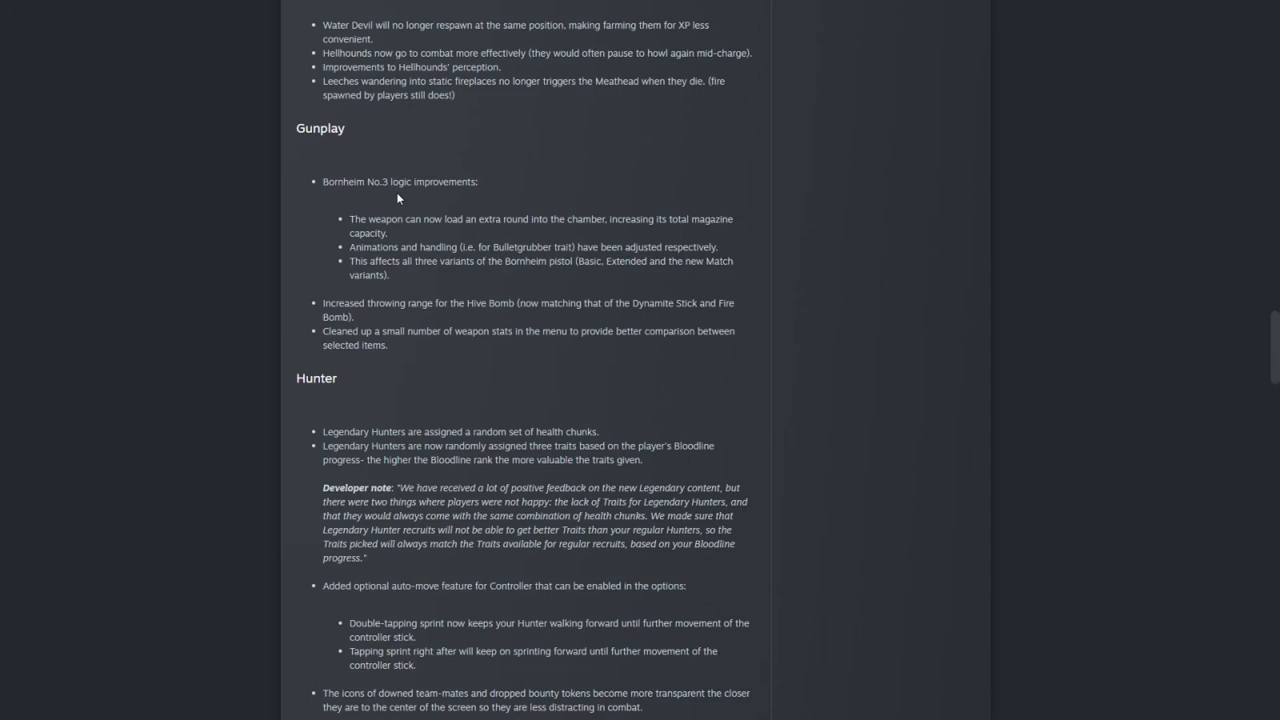 • Water Devil will no longer respawn at the same position, making farming them for XP less
convenient.
• Hellhounds now go to combat more effectively (they would often pause to howl again mid-charge).
• Improvements to Hellhounds' perception.
• Leeches wandering into static fireplaces no longer triggers the Meathead when they die. (fire
spawned by players still does!)
Gunplay
• Bornheim No.3 logic improvements:
• The weapon can now load an extra round into the chamber, increasing its total magazine
capacity.
• Animations and handling (i.e. for Bulletgrubber trait) have been adjusted respectively.
• This affects all three variants of the Bornheim pistol (Basic, Extended and the new Match
variants).
• Increased throwing range for the Hive Bomb (now matching that of the Dynamite Stick and Fire
Bomb).
• Cleaned up a small number of weapon stats in the menu to provide better comparison between
selected items.
Hunter
• Legendary Hunters are assigned a random set of health chunks.
• Legendary Hunters are now randomly assigned three traits based on the player's Bloodline
progress- the higher the Bloodline rank the more valuable the traits given.
Developer note: "We have received a lot of positive feedback on the new Legendary content, but
there were two things where players were not happy: the lack of Traits for Legendary Hunters, and
that they would always come with the same combination of health chunks. We made sure that
Legendary Hunter recruits will not be able to get better Traits than your regular Hunters, so the
Traits picked will always match the Traits available for regular recruits, based on your Bloodline
progress."
• Added optional auto-move feature for Controller that can be enabled in the options:
• Double-tapping sprint now keeps your Hunter walking forward until further movement of the
controller stick.
• Tapping sprint right after will keep on sprinting forward until further movement of the
controller stick.
• The icons of downed team-mates and dropped bounty tokens become more transparent the closer
they are to the center of the screen so they are less distracting in combat.